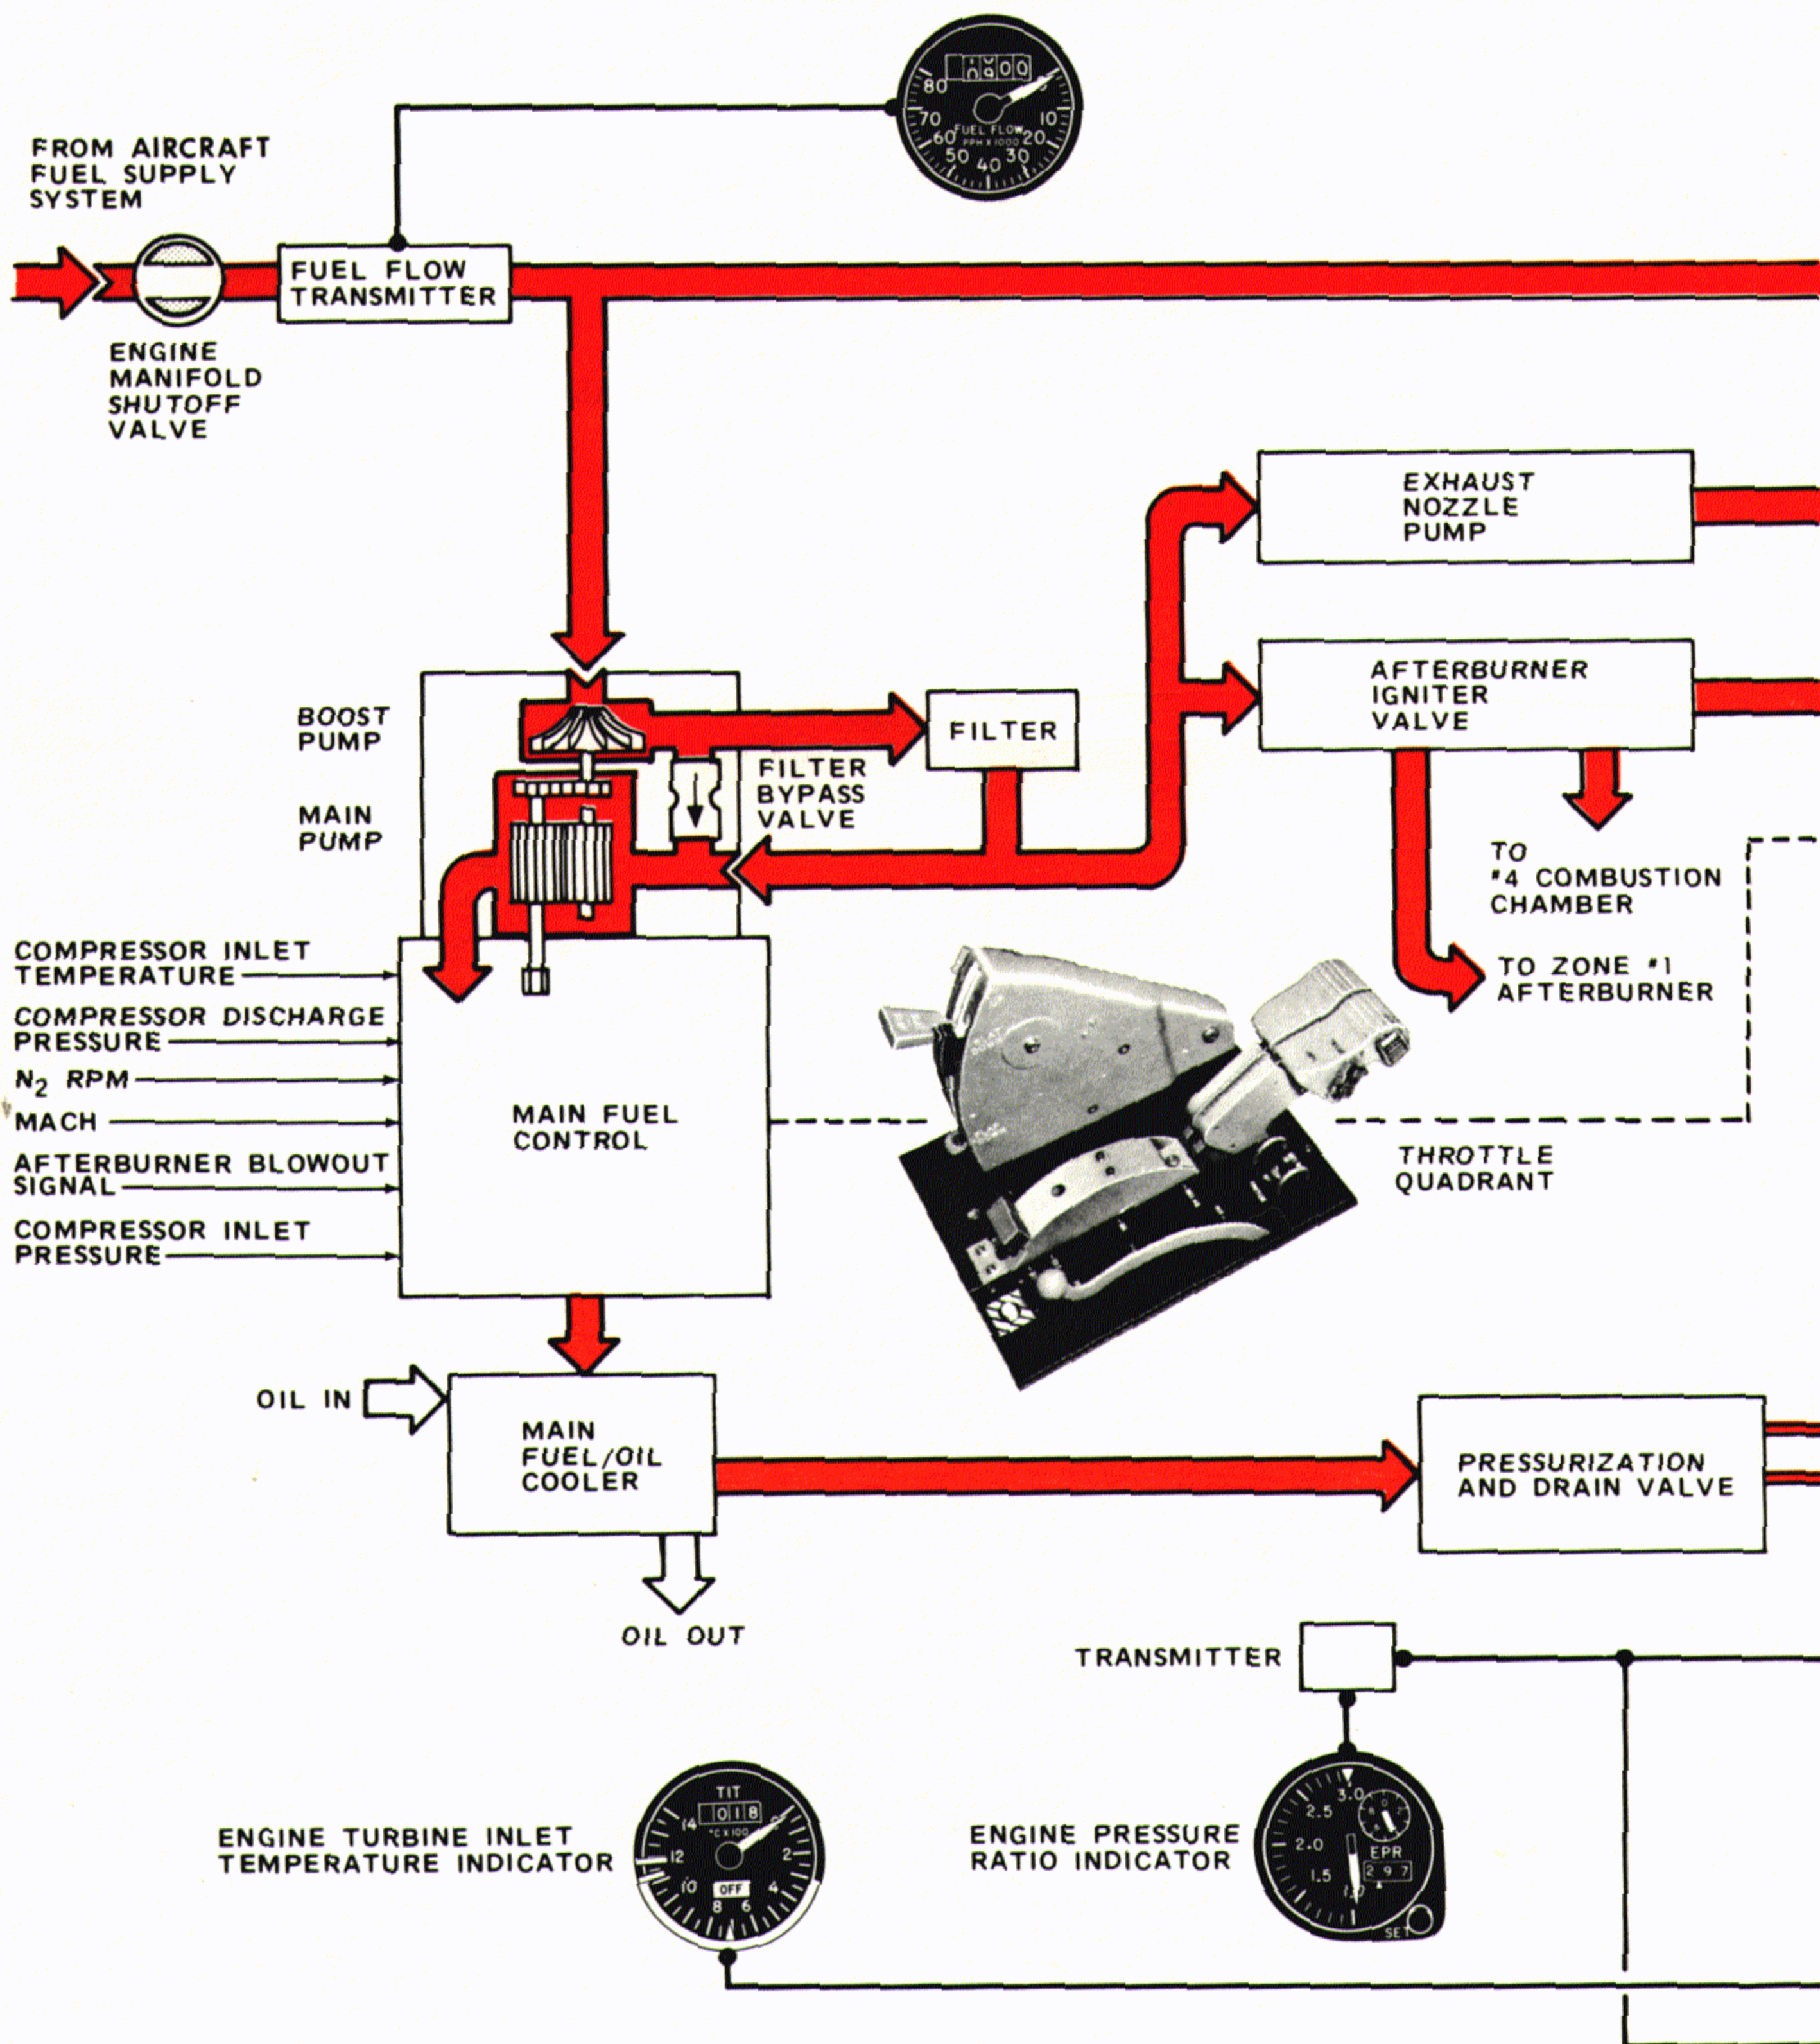 0900
80
70
60
50
40
30
20
10
FUEL FLOW
PPH X 1000
FROM AIRCRAFT
FUEL SUPPLY
SYSTEM
FUEL FLOW
TRANSMITTER
ENGINE
MANIFOLD
SHUTOFF
VALVE
EXHAUST
NOZZLE
PUMP
AFTERBURNER
IGNITER
VALVE
BOOST
PUMP
FILTER
FILTER
BYPASS
VALVE
MAIN
PUMP
TO
#4 COMBUSTION
CHAMBER
TO ZONE #1
AFTERBURNER
COMPRESSOR INLET
TEMPERATURE
COMPRESSOR DISCHARGE
PRESSURE
N2 RPM
MACH
AFTERBURNER BLOWOUT
SIGNAL
COMPRESSOR INLET
PRESSURE
MAIN FUEL
CONTROL
THROTTLE
QUADRANT
OIL IN
MAIN
FUEL/OIL
COOLER
OIL OUT
PRESSURIZATION
AND DRAIN VALVE
TRANSMITTER
ENGINE TURBINE INLET
TEMPERATURE INDICATOR
TIT
018
°C X 100
14
12
10
8
6
4
2
OFF
ENGINE PRESSURE
RATIO INDICATOR
3.0
2.5
2.0
1.5
EPR
297
SET